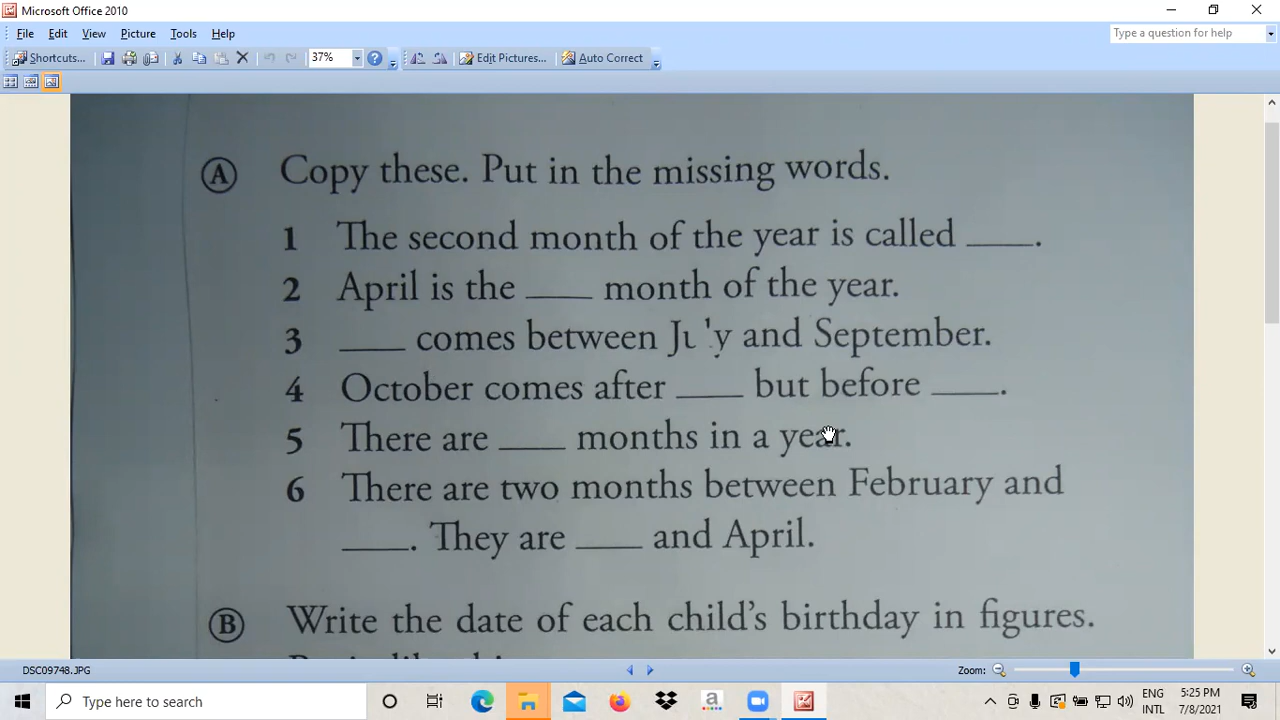 Microsoft Office 2010
File Edit View Picture Tools Help
Type a question for help
Shortcuts... 37% Edit Pictures... Auto Correct
A Copy these. Put in the missing words.
1 The second month of the year is called ____.
2 April is the ____ month of the year.
3 ____ comes between July and September.
4 October comes after ____ but before ____.
5 There are ____ months in a year.
6 There are two months between February and
____. They are ____ and April.
B Write the date of each child's birthday in figures.
DSC09748.JPG Zoom:
Type here to search
ENG 5:25 PM
INTL 7/8/2021